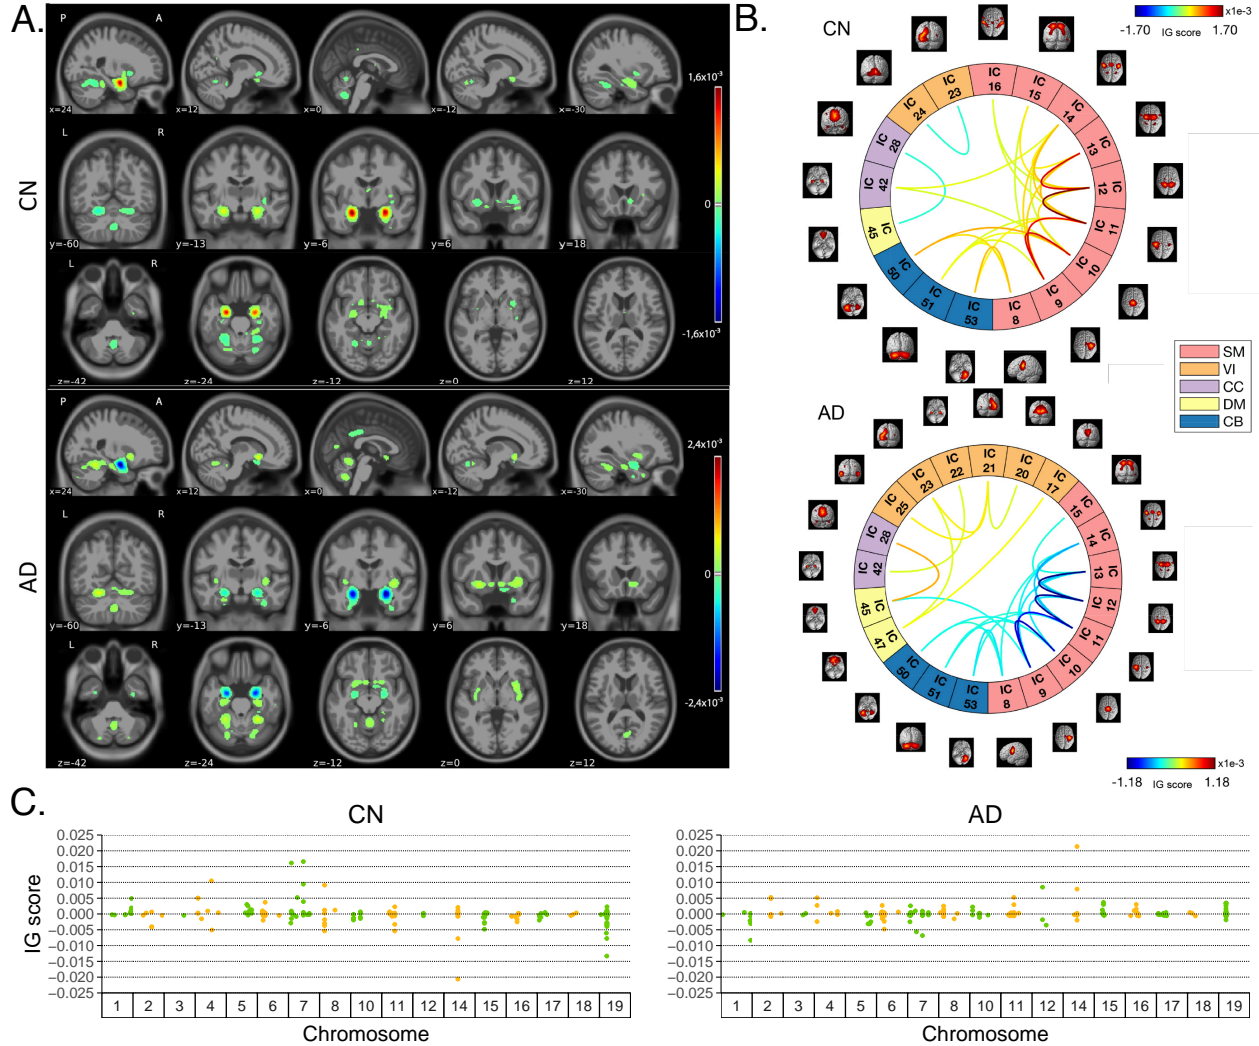 A.
P A
x=24 x=12 x=0 x=-12 x=-30
1,6x10-3
L R
CN
0
y=-60 y=-13 y=-6 y=6 y=18
L R
-1,6x10-3
z=-42 z=-24 z=-12 z=0 z=12
P A
x=24 x=12 x=0 x=-12 x=-30
2,4x10-3
L R
AD
0
y=-60 y=-13 y=-6 y=6 y=18
L R
-2,4x10-3
z=-42 z=-24 z=-12 z=0 z=12
B.
CN
x1e-3
-1.70 IG score 1.70
IC 16
IC 15
IC 14
IC 13
IC 12
IC 11
IC 10
IC 9
IC 8
IC 53
IC 51
IC 50
IC 45
IC 42
IC 28
IC 24
IC 23
SM
VI
CC
DM
CB
AD
IC 21
IC 20
IC 17
IC 15
IC 14
IC 13
IC 12
IC 11
IC 10
IC 9
IC 8
IC 53
IC 51
IC 50
IC 47
IC 45
IC 42
IC 28
IC 25
IC 23
IC 22
x1e-3
-1.18 IG score 1.18
C.
CN
IG score
0.025
0.020
0.015
0.010
0.005
0.000
−0.005
−0.010
−0.015
−0.020
−0.025
1 2 3 4 5 6 7 8 10 11 12 14 15 16 17 18 19
Chromosome
AD
0.025
0.020
0.015
0.010
0.005
0.000
−0.005
−0.010
−0.015
−0.020
−0.025
1 2 3 4 5 6 7 8 10 11 12 14 15 16 17 18 19
Chromosome